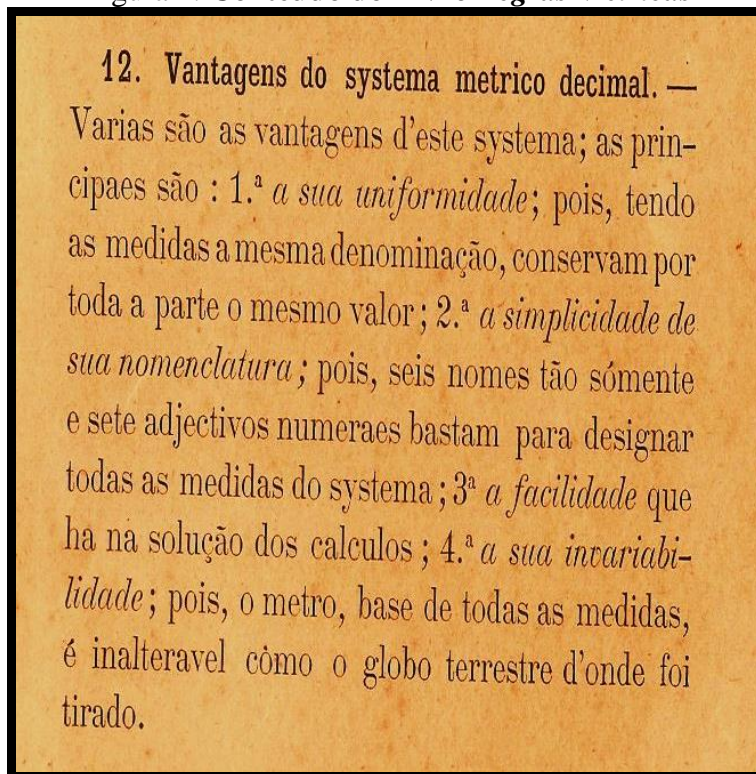 12. Vantagens do systema metrico decimal. —
Varias são as vantagens d'este systema; as prin-
cipaes são : 1.ª a sua uniformidade; pois, tendo
as medidas a mesma denominação, conservam por
toda a parte o mesmo valor; 2.ª a simplicidade de
sua nomenclatura; pois, seis nomes tão sómente
e sete adjectivos numeraes bastam para designar
todas as medidas do systema; 3ª a facilidade que
ha na solução dos calculos; 4.ª a sua invariabi-
lidade; pois, o metro, base de todas as medidas,
é inalteravel còmo o globo terrestre d'onde foi
tirado.